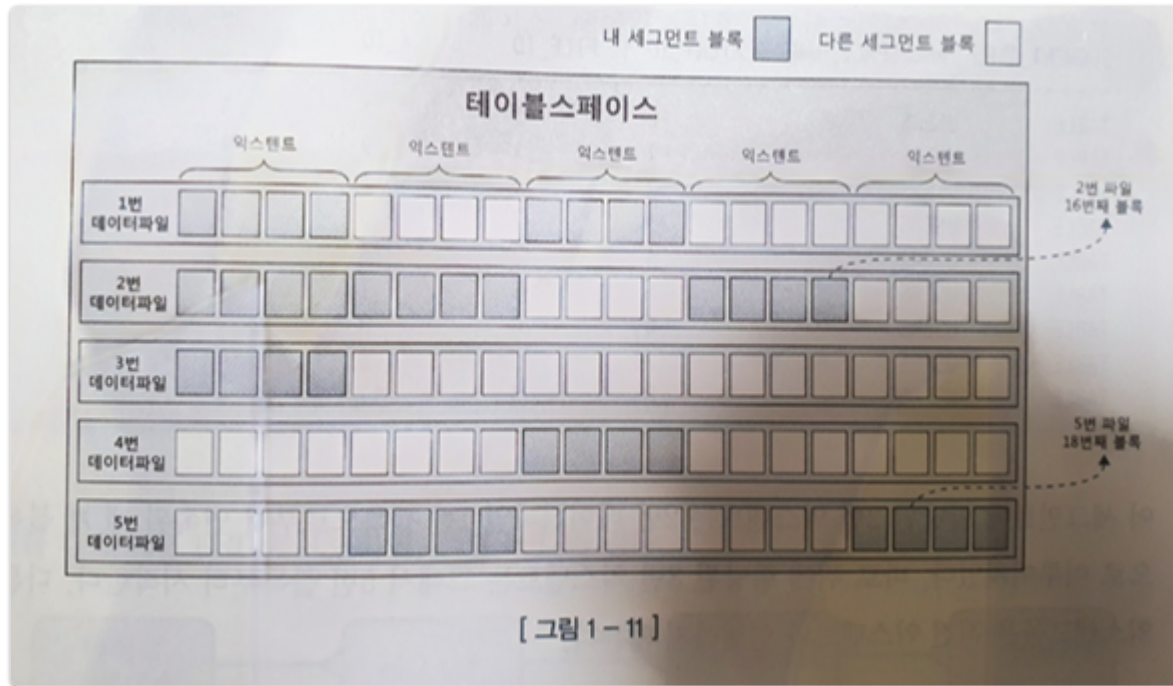 내 세그먼트 블록
다른 세그먼트 블록
테이블스페이스
익스텐트
익스텐트
익스텐트
익스텐트
익스텐트
1번
데이터파일
2번
데이터파일
3번
데이터파일
4번
데이터파일
5번
데이터파일
2번 파일
16번째 블록
5번 파일
18번째 블록
[ 그림 1 - 11 ]